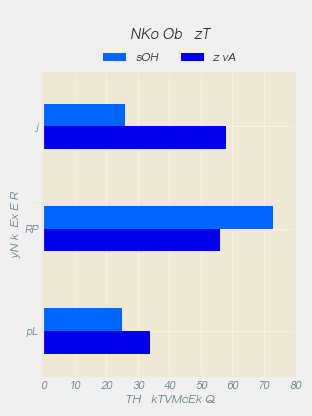 NKo Ob zT
sOH z vA
j
RP
pL
yN k Ex E R
0 10 20 30 40 50 60 70 80
TH kTVMcEk Q